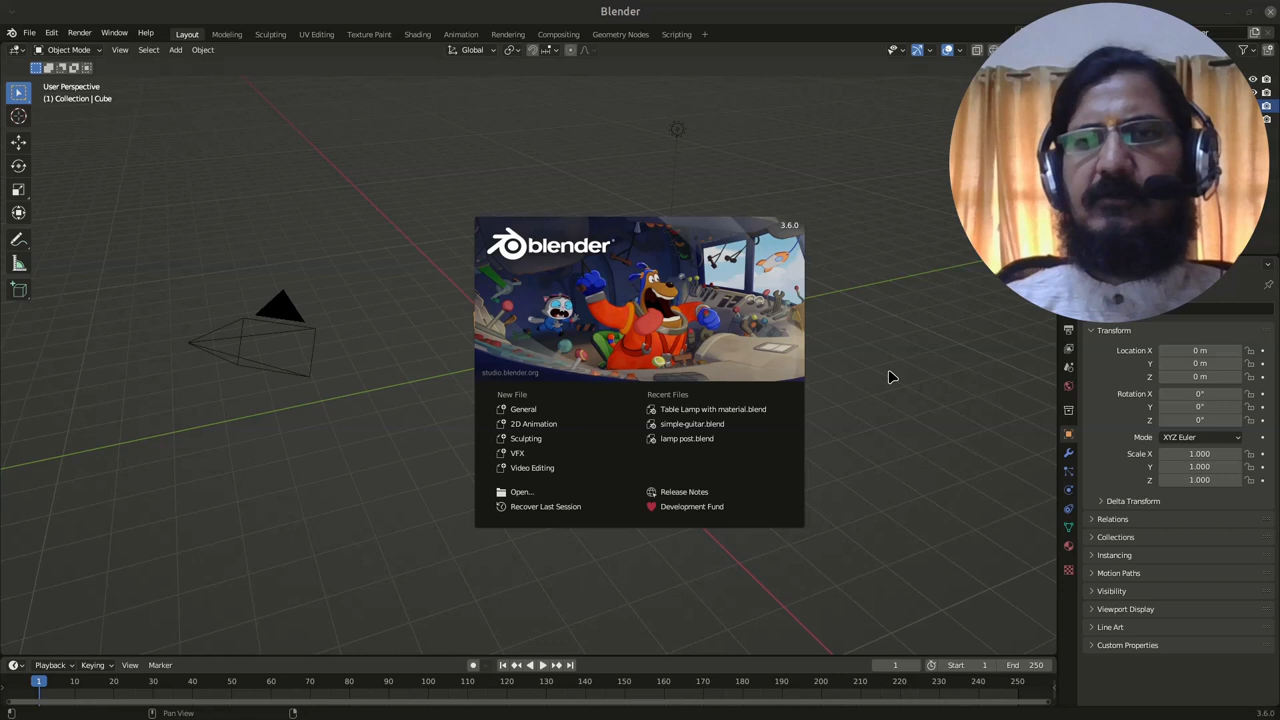 Blender
File Edit Render Window Help Layout Modeling Sculpting UV Editing Texture Paint Shading Animation Rendering Compositing Geometry Nodes Scripting +
Object Mode View Select Add Object Global
User Perspective
(1) Collection | Cube
3.6.0
blender
studio.blender.org
New File Recent Files
General Table Lamp with material.blend
2D Animation simple-guitar.blend
Sculpting lamp post.blend
VFX
Video Editing
Open... Release Notes
Recover Last Session Development Fund
Transform
Location X 0 m
Y 0 m
Z 0 m
Rotation X 0°
Y 0°
Z 0°
Mode XYZ Euler
Scale X 1.000
Y 1.000
Z 1.000
Delta Transform
Relations
Collections
Instancing
Motion Paths
Visibility
Viewport Display
Line Art
Custom Properties
Playback Keying View Marker 1 Start 1 End 250
1 10 20 30 40 50 60 70 80 90 100 110 120 130 140 150 160 170 180 190 200 210 220 230 240 250
Pan View 3.6.0